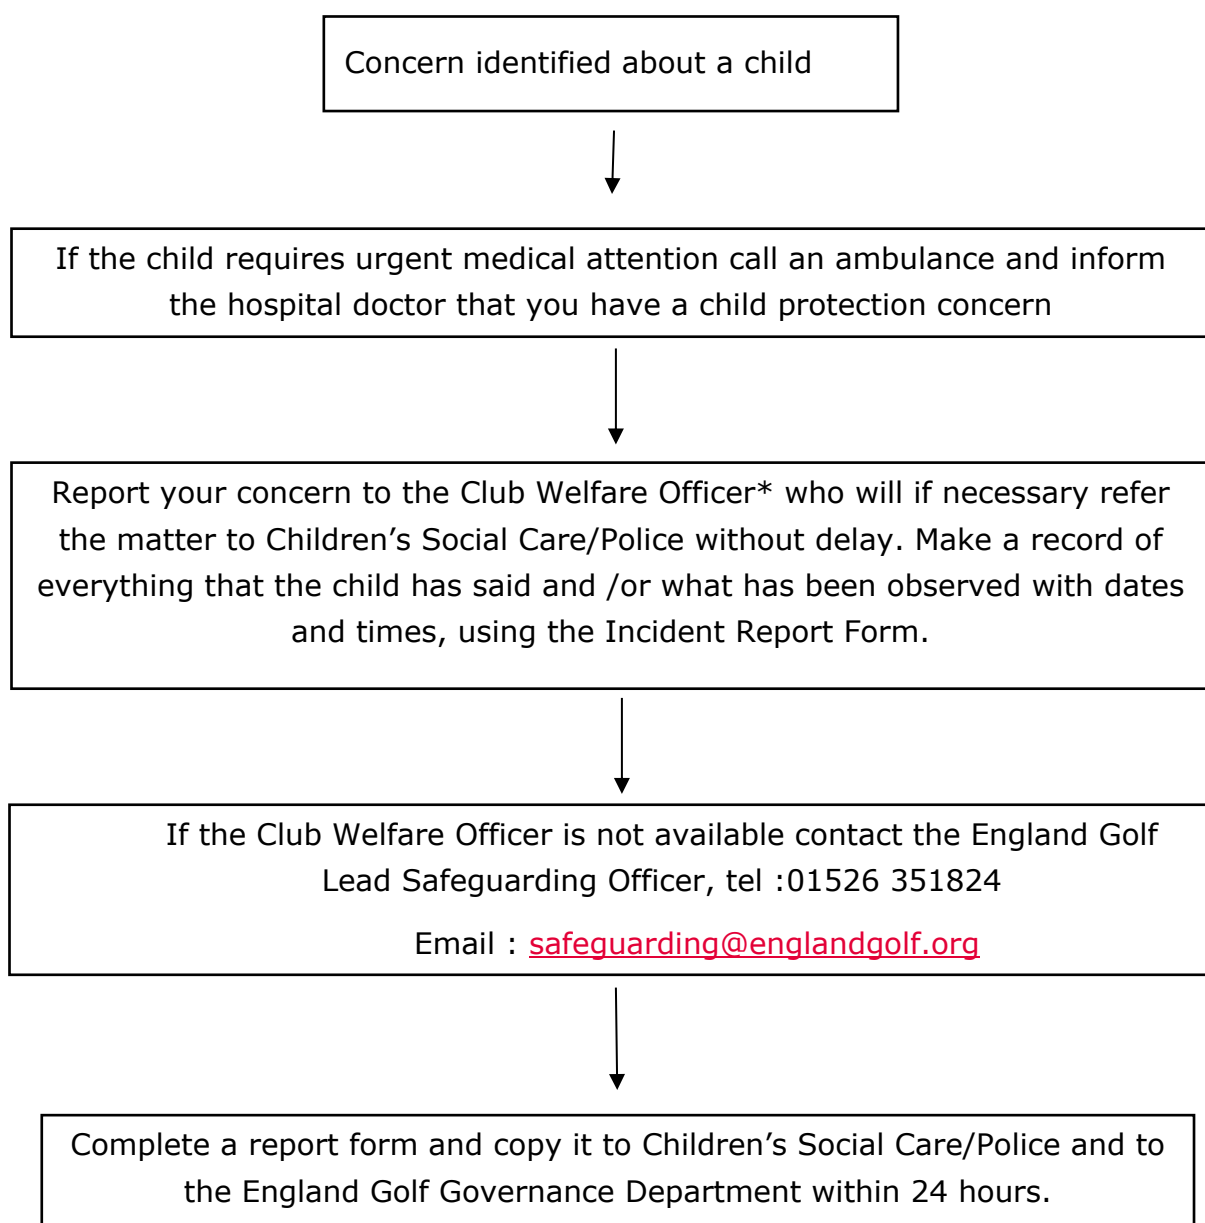 Concern identified about a child
If the child requires urgent medical attention call an ambulance and inform
the hospital doctor that you have a child protection concern
Report your concern to the Club Welfare Officer* who will if necessary refer
the matter to Children’s Social Care/Police without delay. Make a record of
everything that the child has said and /or what has been observed with dates
and times, using the Incident Report Form.
If the Club Welfare Officer is not available contact the England Golf
Lead Safeguarding Officer, tel :01526 351824
Email : safeguarding@englandgolf.org
Complete a report form and copy it to Children’s Social Care/Police and to
the England Golf Governance Department within 24 hours.